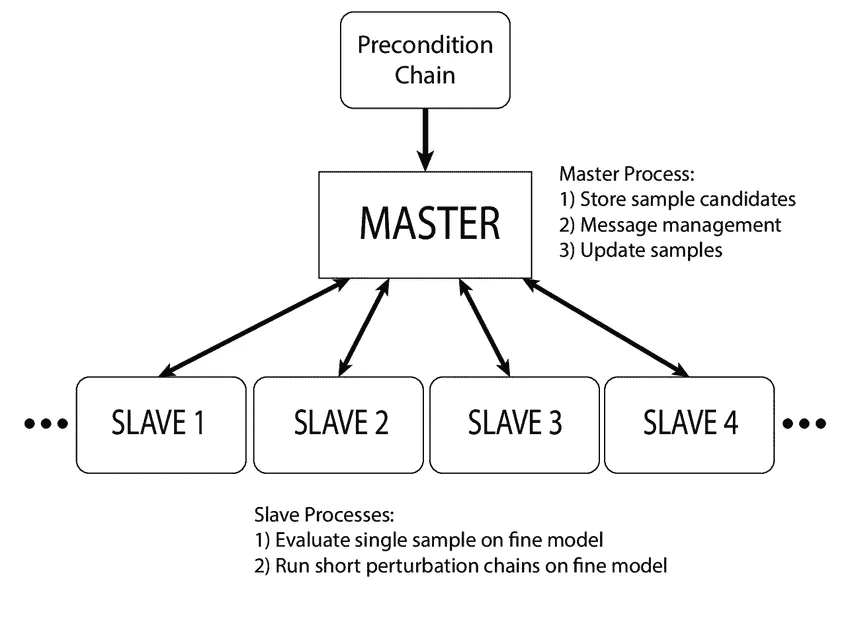 Precondition
Chain
MASTER
Master Process:
1) Store sample candidates
2) Message management
3) Update samples
SLAVE 1
SLAVE 2
SLAVE 3
SLAVE 4
Slave Processes:
1) Evaluate single sample on fine model
2) Run short perturbation chains on fine model